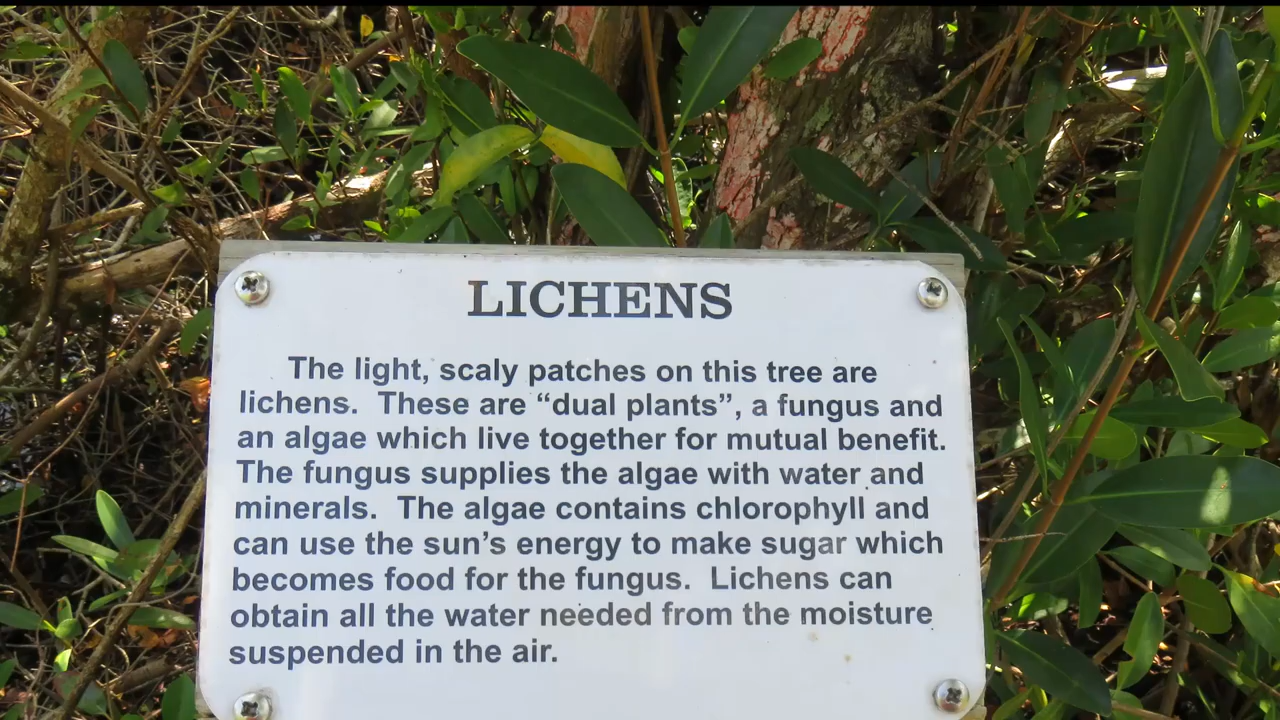 LICHENS
The light, scaly patches on this tree are
lichens.  These are “dual plants”, a fungus and
an algae which live together for mutual benefit.
The fungus supplies the algae with water and
minerals.  The algae contains chlorophyll and
can use the sun’s energy to make sugar which
becomes food for the fungus.  Lichens can
obtain all the water needed from the moisture
suspended in the air.